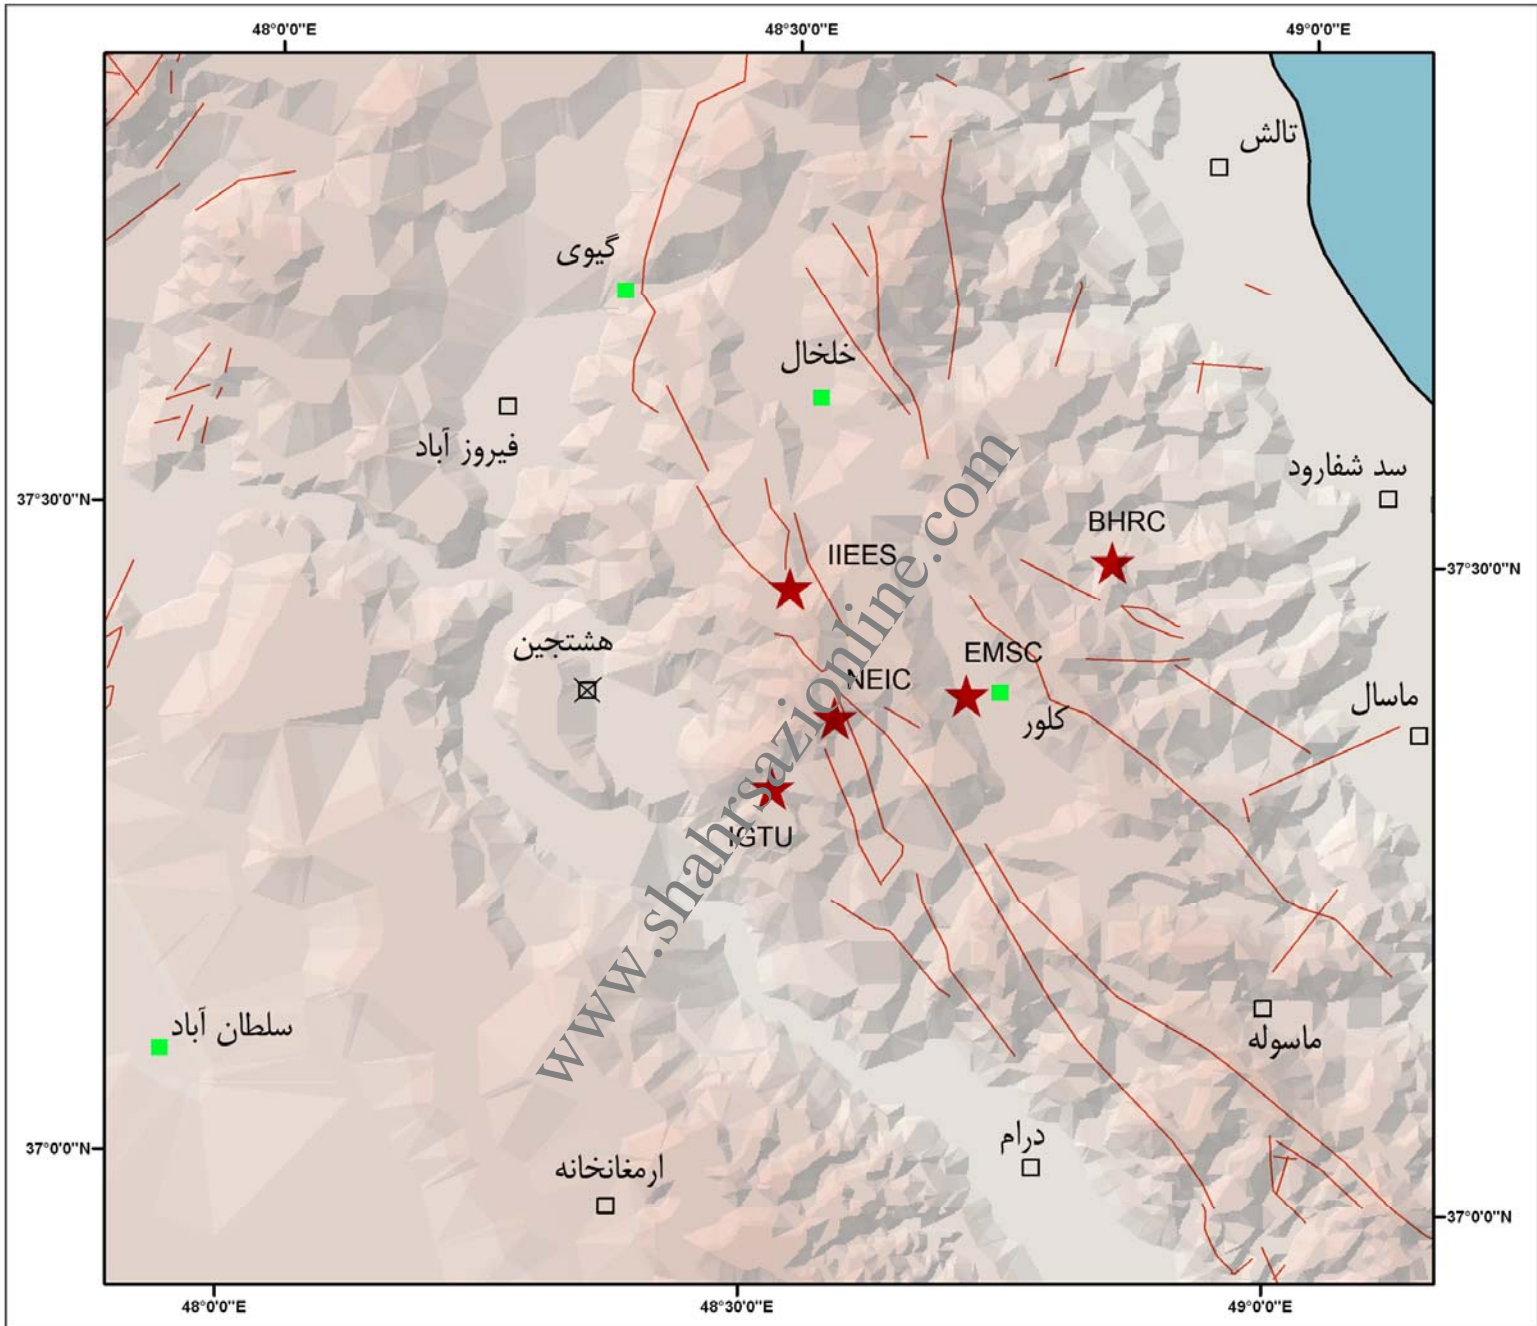 48°0'0"E
48°30'0"E
49°0'0"E
تالش
گیوی
خلخال
فیروز آباد
سد شفارود
37°30'0"N
BHRC
IIEES
37°30'0"N
هشتجین
EMSC
NEIC
ماسال
کلور
IGTU
www.shahrsazionline.com
سلطان آباد
ماسوله
درام
37°0'0"N
ارمغانخانه
37°0'0"N
48°0'0"E
48°30'0"E
49°0'0"E